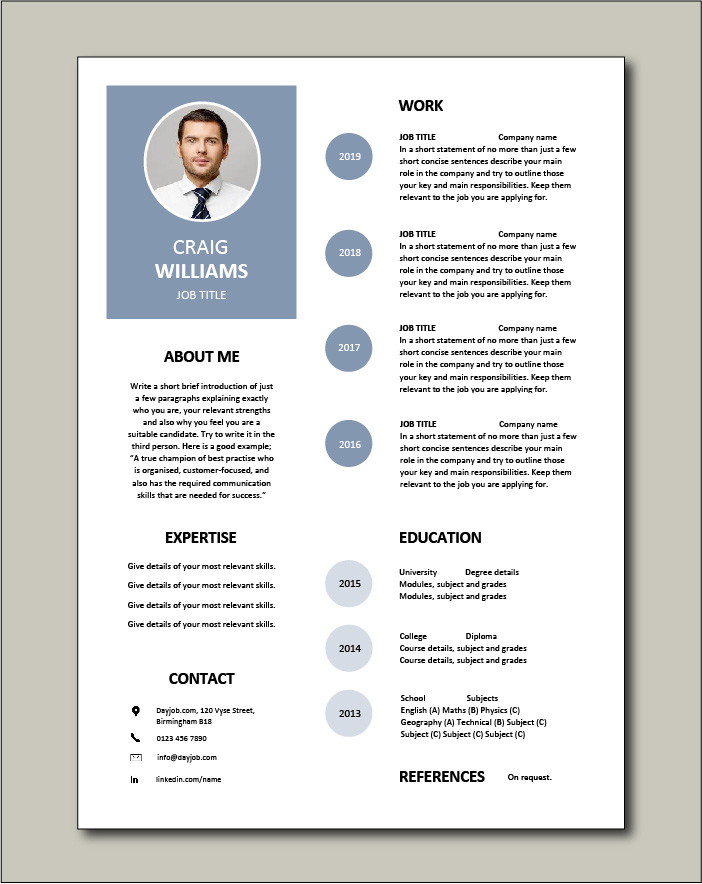 CRAIG
WILLIAMS
JOB TITLE
ABOUT ME
Write a short brief introduction of just
a few paragraphs explaining exactly
who you are, your relevant strengths
and also why you feel you are a
suitable candidate. Try to write it in the
third person. Here is a good example;
“A true champion of best practise who
is organised, customer-focused, and
also has the required communication
skills that are needed for success.”
EXPERTISE
Give details of your most relevant skills.
Give details of your most relevant skills.
Give details of your most relevant skills.
Give details of your most relevant skills.
CONTACT
Dayjob.com, 120 Vyse Street,
Birmingham B18
0123 456 7890
info@dayjob.com
in linkedin.com/name
WORK
2019
JOB TITLE Company name
In a short statement of no more than just a few
short concise sentences describe your main
role in the company and try to outline those
your key and main responsibilities. Keep them
relevant to the job you are applying for.
2018
JOB TITLE Company name
In a short statement of no more than just a few
short concise sentences describe your main
role in the company and try to outline those
your key and main responsibilities. Keep them
relevant to the job you are applying for.
2017
JOB TITLE Company name
In a short statement of no more than just a few
short concise sentences describe your main
role in the company and try to outline those
your key and main responsibilities. Keep them
relevant to the job you are applying for.
2016
JOB TITLE Company name
In a short statement of no more than just a few
short concise sentences describe your main
role in the company and try to outline those
your key and main responsibilities. Keep them
relevant to the job you are applying for.
EDUCATION
2015
University Degree details
Modules, subject and grades
Modules, subject and grades
2014
College Diploma
Course details, subject and grades
Course details, subject and grades
2013
School Subjects
English (A) Maths (B) Physics (C)
Geography (A) Technical (B) Subject (C)
Subject (C) Subject (C) Subject (C)
REFERENCES On request.